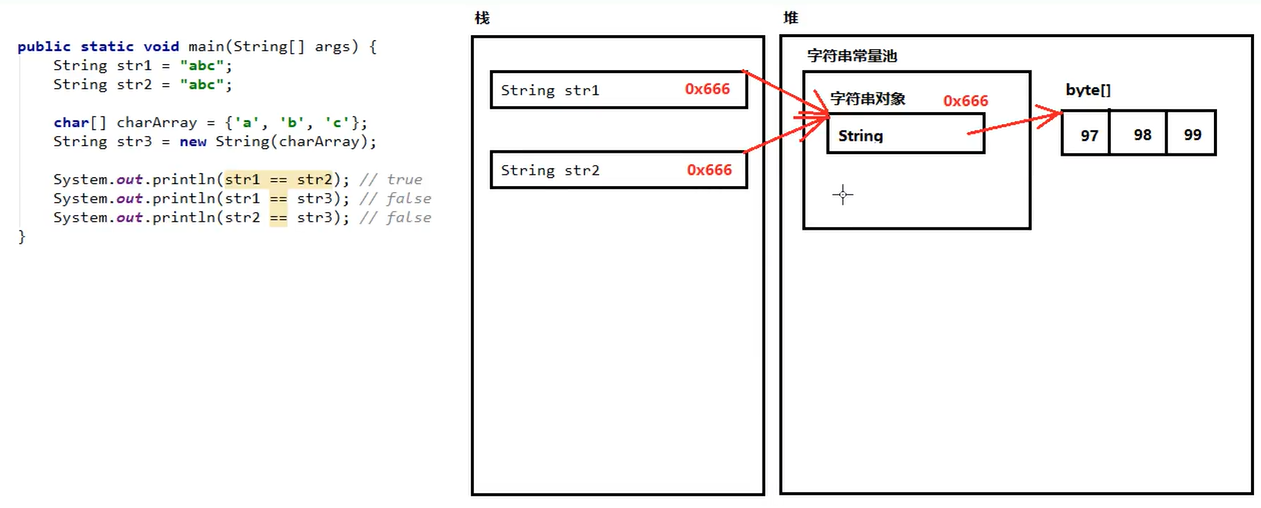 public static void main(String[] args) {
    String str1 = "abc";
    String str2 = "abc";

    char[] charArray = {'a', 'b', 'c'};
    String str3 = new String(charArray);

    System.out.println(str1 == str2); // true
    System.out.println(str1 == str3); // false
    System.out.println(str2 == str3); // false
}
栈
String str1 0x666
String str2 0x666
堆
字符串常量池
字符串对象 0x666
String
byte[]
97 98 99